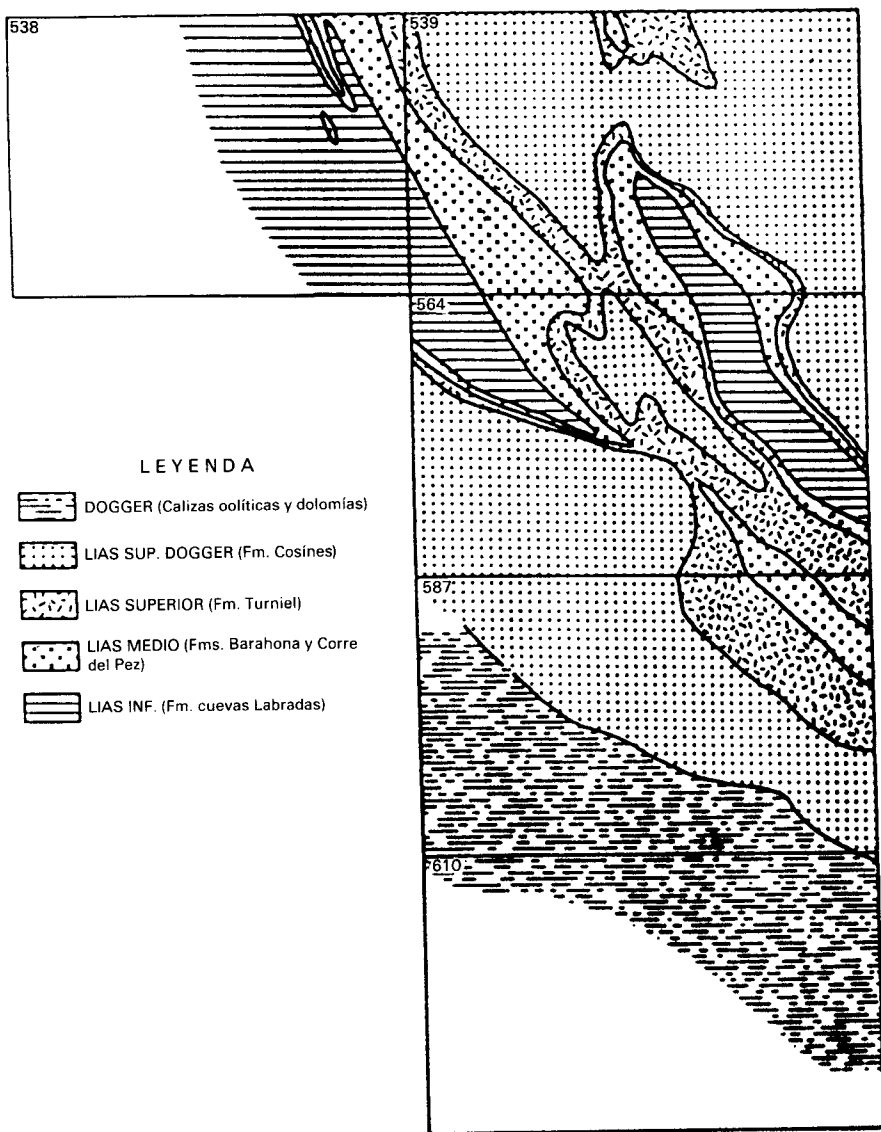 538
539
564
LEYENDA
DOGGER (Calizas oolíticas y dolomías)
LIAS SUP. DOGGER (Fm. Cosínes)
587
LIAS SUPERIOR (Fm. Turniel)
LIAS MEDIO (Fms. Barahona y Corre
del Pez)
LIAS INF. (Fm. cuevas Labradas)
610